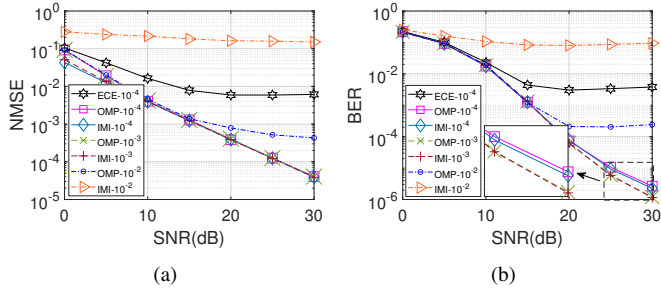 10^0
10^-1
10^-2
10^-3
10^-4
10^-5
NMSE
ECE-10^-4
OMP-10^-4
IMI-10^-4
OMP-10^-3
IMI-10^-3
OMP-10^-2
IMI-10^-2
0 10 20 30
SNR(dB)
(a)
10^0
10^-2
10^-4
10^-6
BER
ECE-10^-4
OMP-10^-4
IMI-10^-4
OMP-10^-3
IMI-10^-3
OMP-10^-2
IMI-10^-2
0 10 20 30
SNR(dB)
(b)